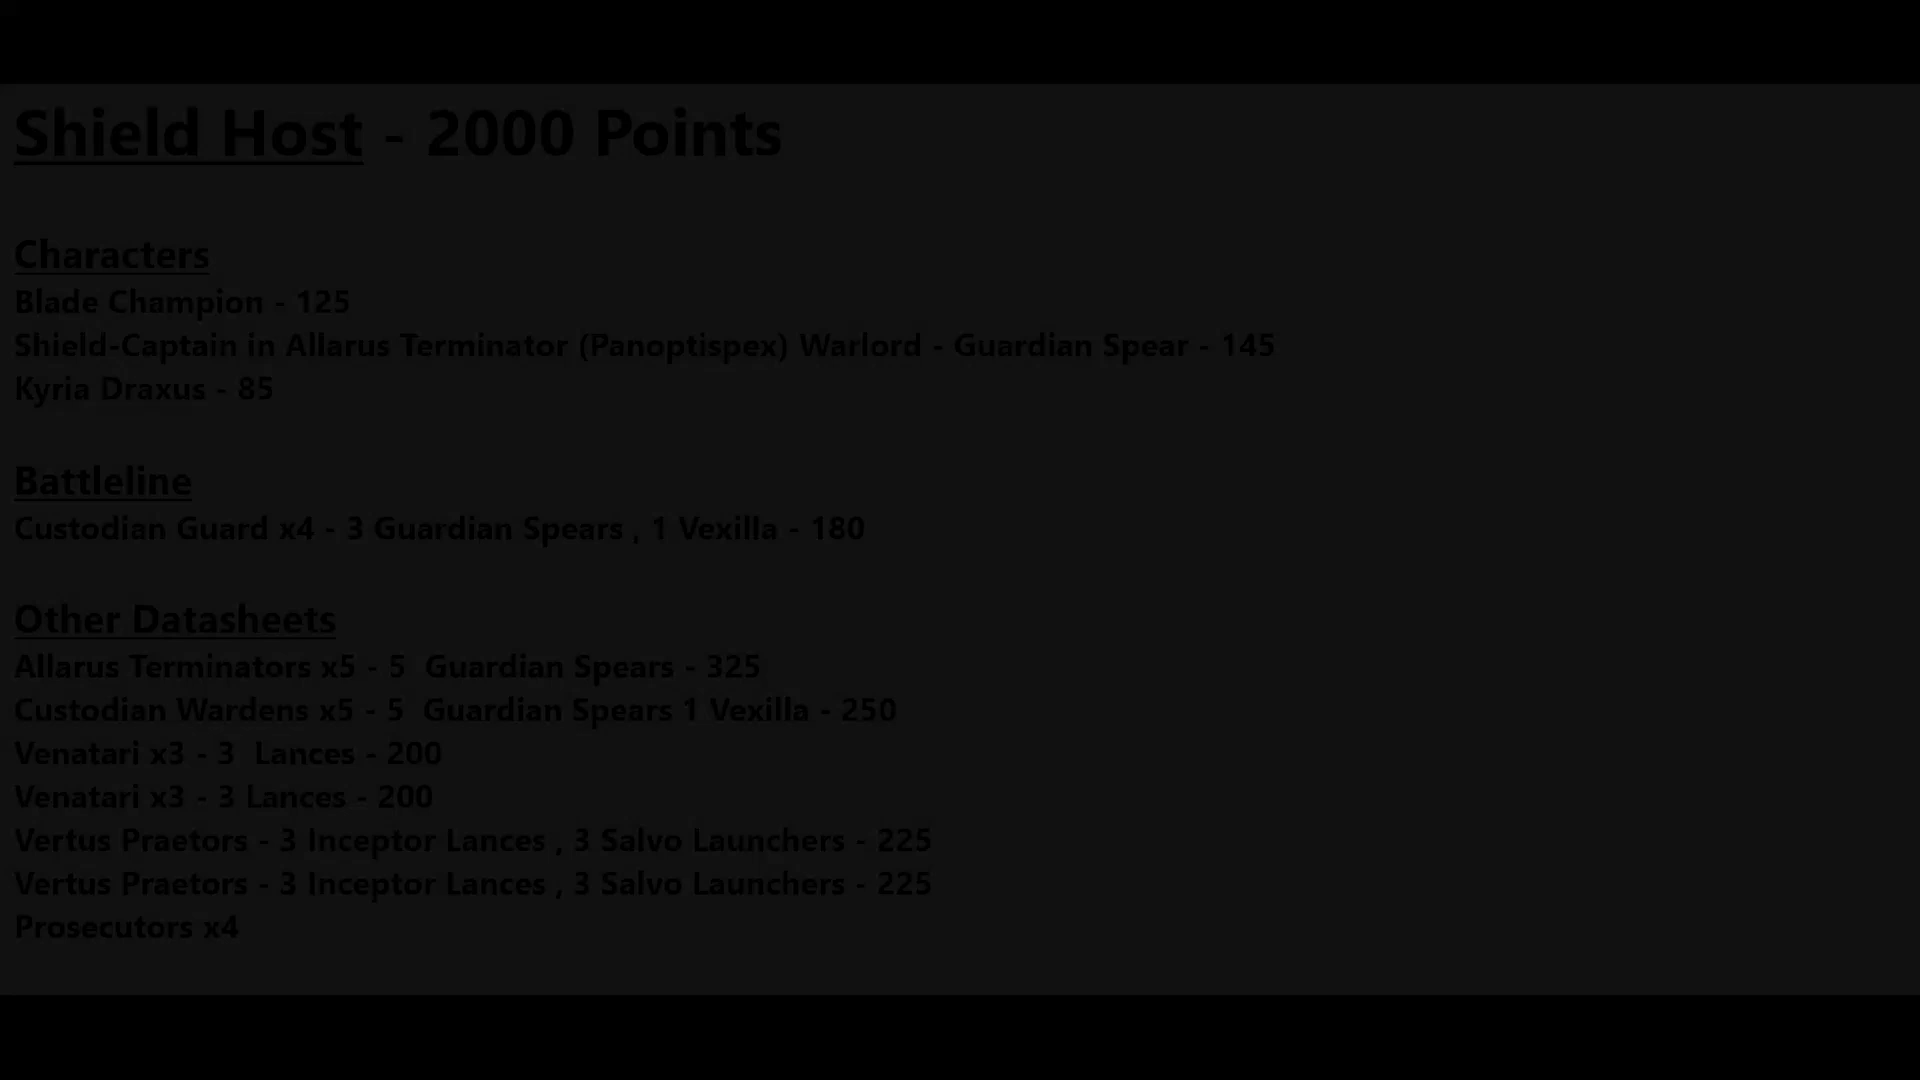 Shield Host - 2000 Points
Characters
Blade Champion - 125
Shield-Captain in Allarus Terminator (Panoptispex) Warlord - Guardian Spear - 145
Kyria Draxus - 85
Battleline
Custodian Guard x4 - 3 Guardian Spears , 1 Vexilla - 180
Other Datasheets
Allarus Terminators x5 - 5  Guardian Spears - 325
Custodian Wardens x5 - 5  Guardian Spears 1 Vexilla - 250
Venatari x3 - 3  Lances - 200
Venatari x3 - 3 Lances - 200
Vertus Praetors - 3 Inceptor Lances , 3 Salvo Launchers - 225
Vertus Praetors - 3 Inceptor Lances , 3 Salvo Launchers - 225
Prosecutors x4